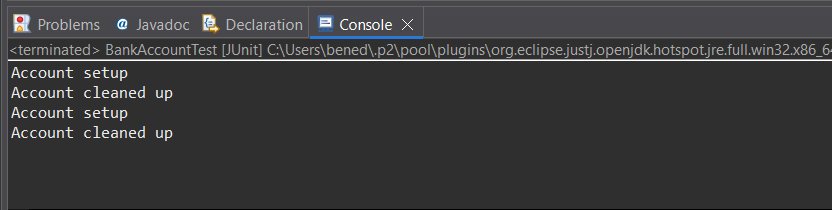 Problems @ Javadoc Declaration Console
<terminated> BankAccountTest [JUnit] C:\Users\bened\.p2\pool\plugins\org.eclipse.justj.openjdk.hotspot.jre.full.win32.x86_64
Account setup
Account cleaned up
Account setup
Account cleaned up